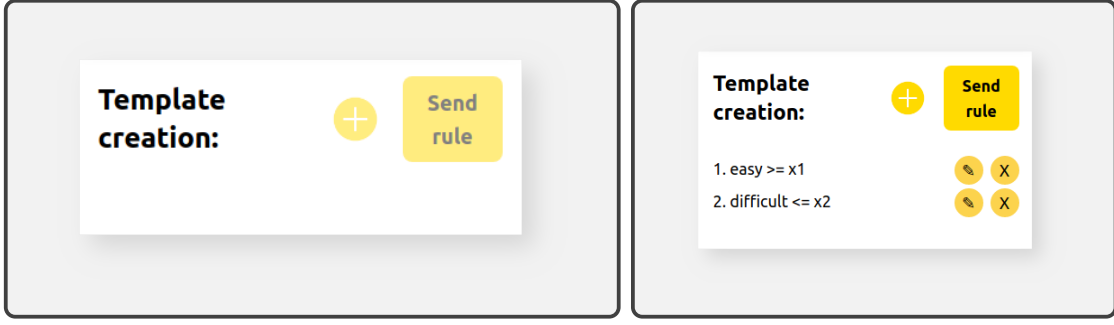 Template
creation:
Send
rule
Template
creation:
Send
rule
1. easy >= x1
X
2. difficult <= x2
X